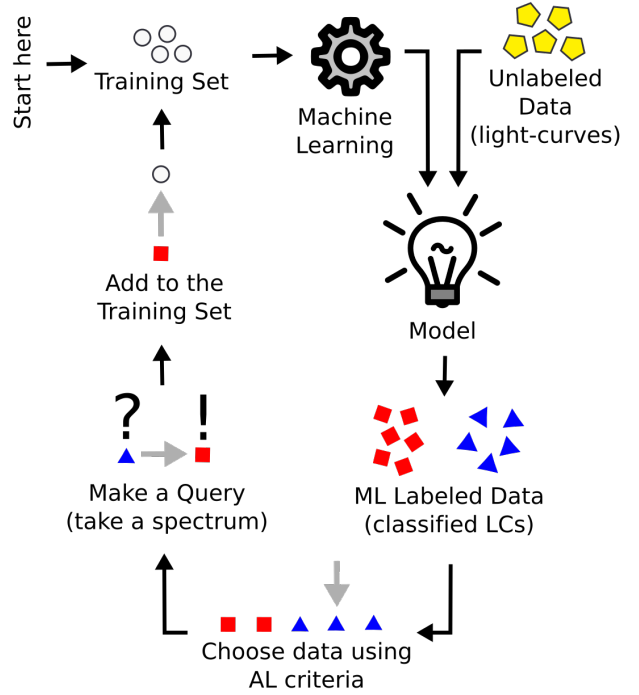 Start here
Training Set
Machine
Learning
Unlabeled
Data
(light-curves)
Model
ML Labeled Data
(classified LCs)
Choose data using
AL criteria
? !
Make a Query
(take a spectrum)
Add to the
Training Set